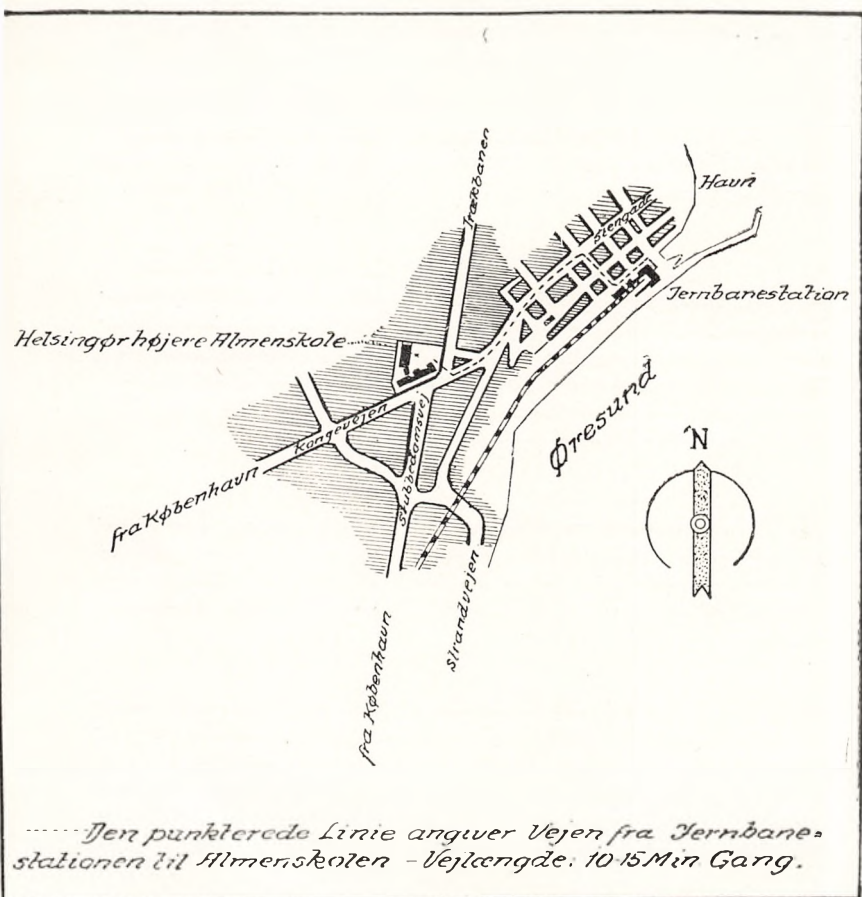 Trækbanen
Havn
Stengade
Jernbanestation
Helsingør højere Almenskole
Øresund
N
Kongevejen
Stubbedamsvej
fra København
Strandvejen
fra København
Den punkterede Linie angiver Vejen fra Jernbane=
stationen til Almenskolen - Vejlængde: 10-15 Min Gang.